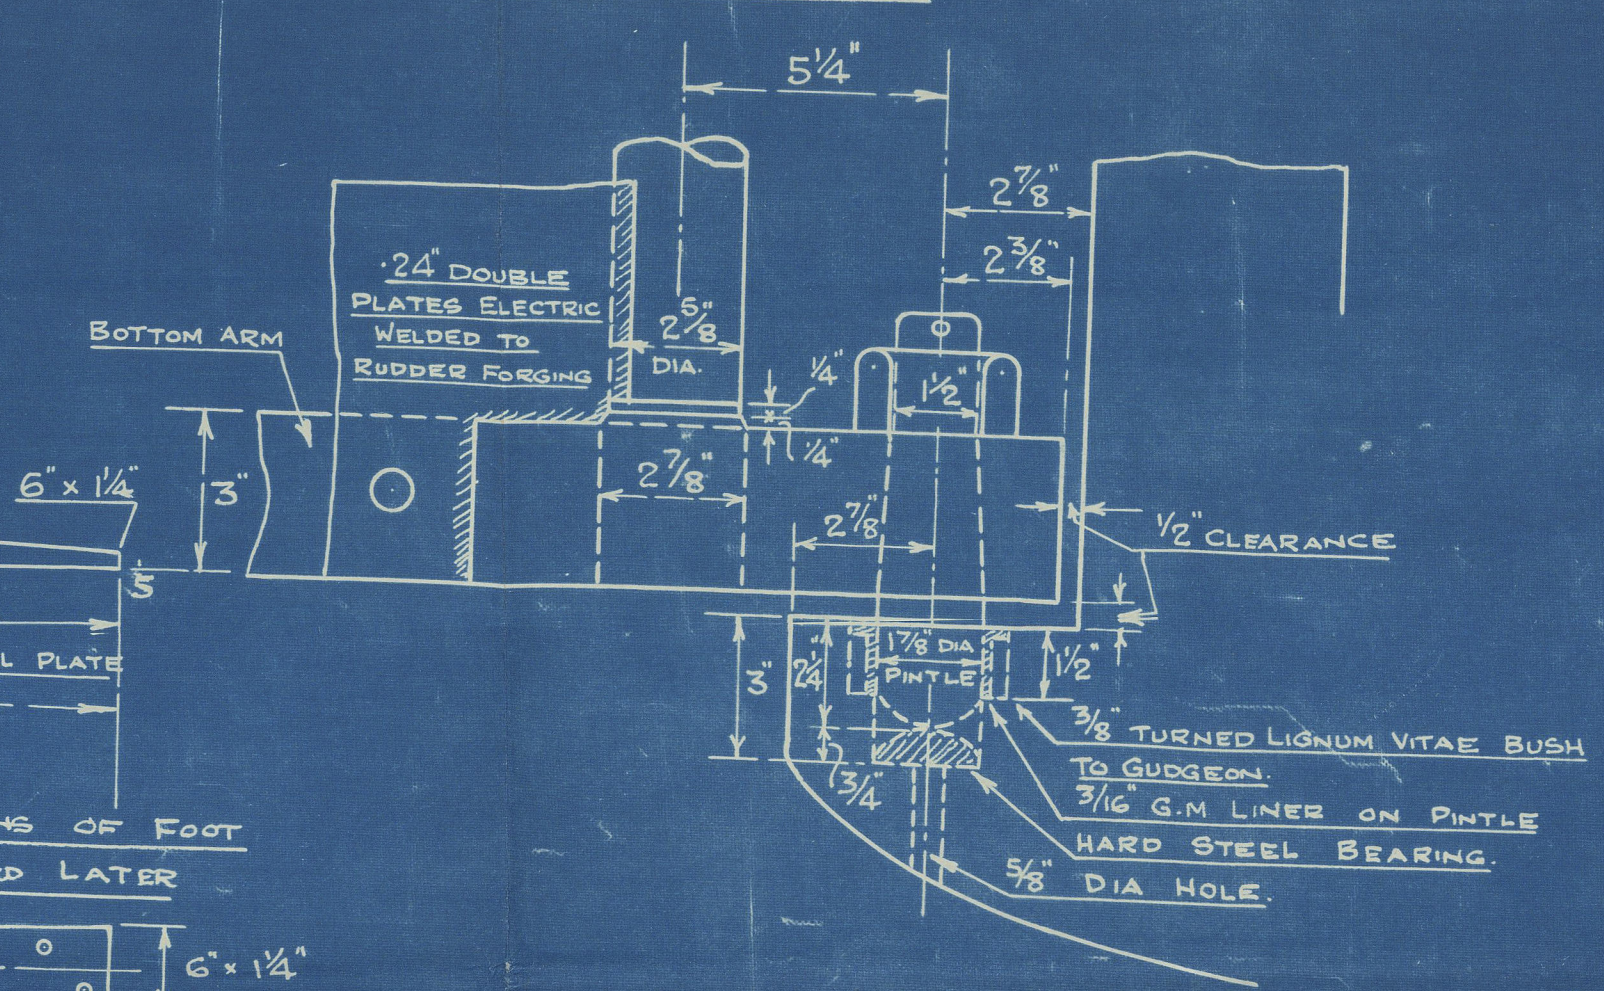 5¼"
2⅞"
2⅜"
.24" DOUBLE
PLATES ELECTRIC
WELDED TO
RUDDER FORGING
2⅝"
DIA.
BOTTOM ARM
¼"
1½"
¼"
2⅞"
6" x 1¼"
3"
2⅞"
½" CLEARANCE
5
L PLATE
3"
2¼"
1⅞" DIA
PINTLE
1½"
⅜" TURNED LIGNUM VITAE BUSH
TO GUDGEON.
¾"
3/16" G.M LINER ON PINTLE
NS OF FOOT
HARD STEEL BEARING.
D LATER
⅝" DIA HOLE.
6" x 1¼"